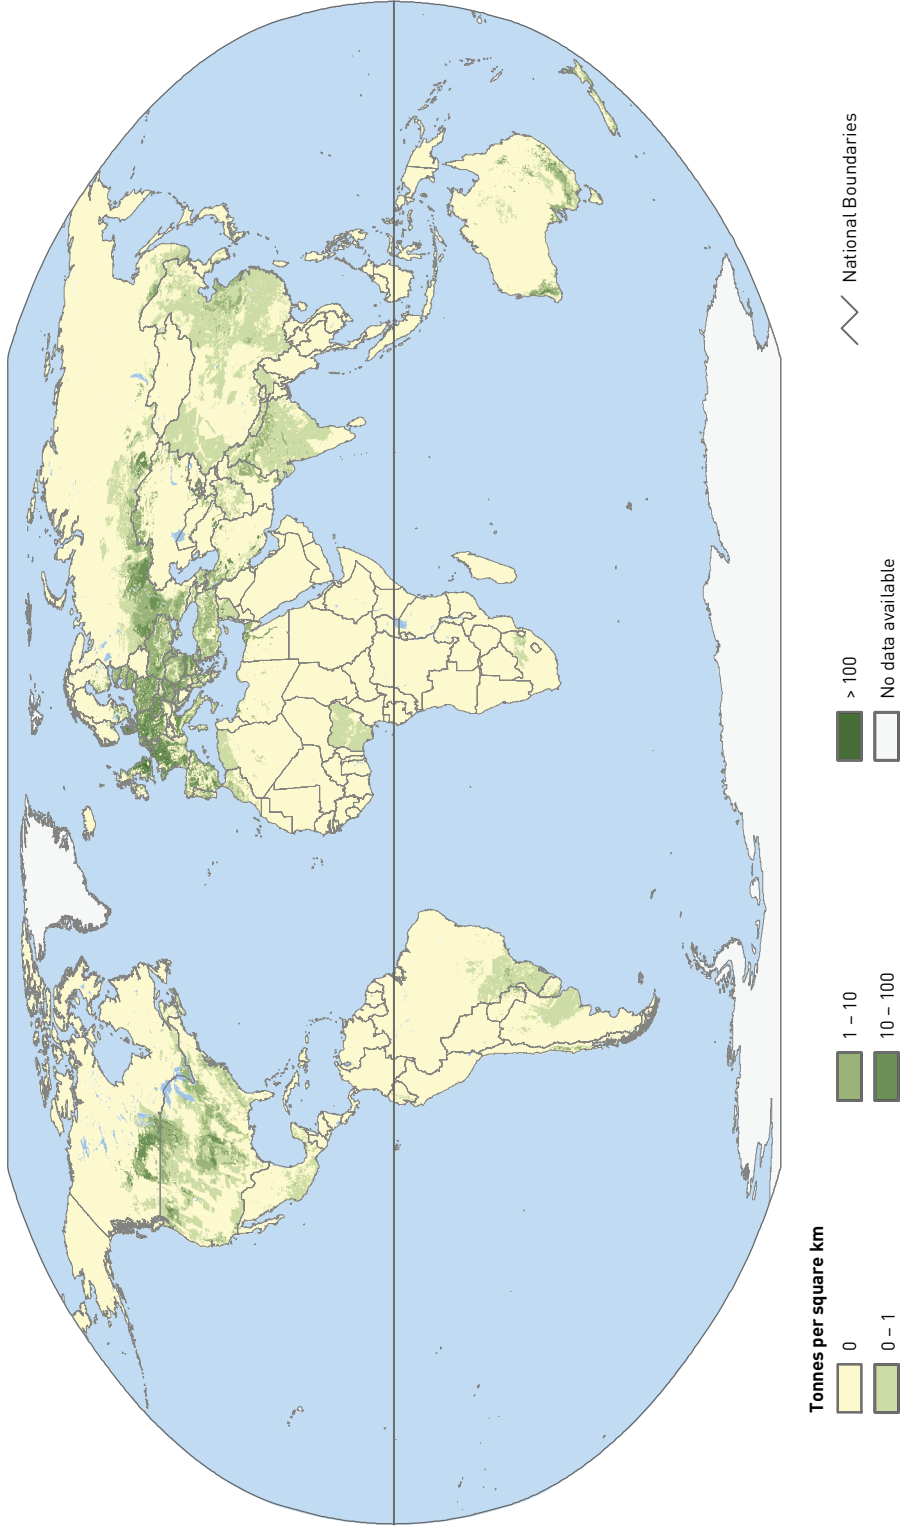 Tonnes per square km
0
1 – 10
> 100
National Boundaries
0 – 1
10 – 100
No data available